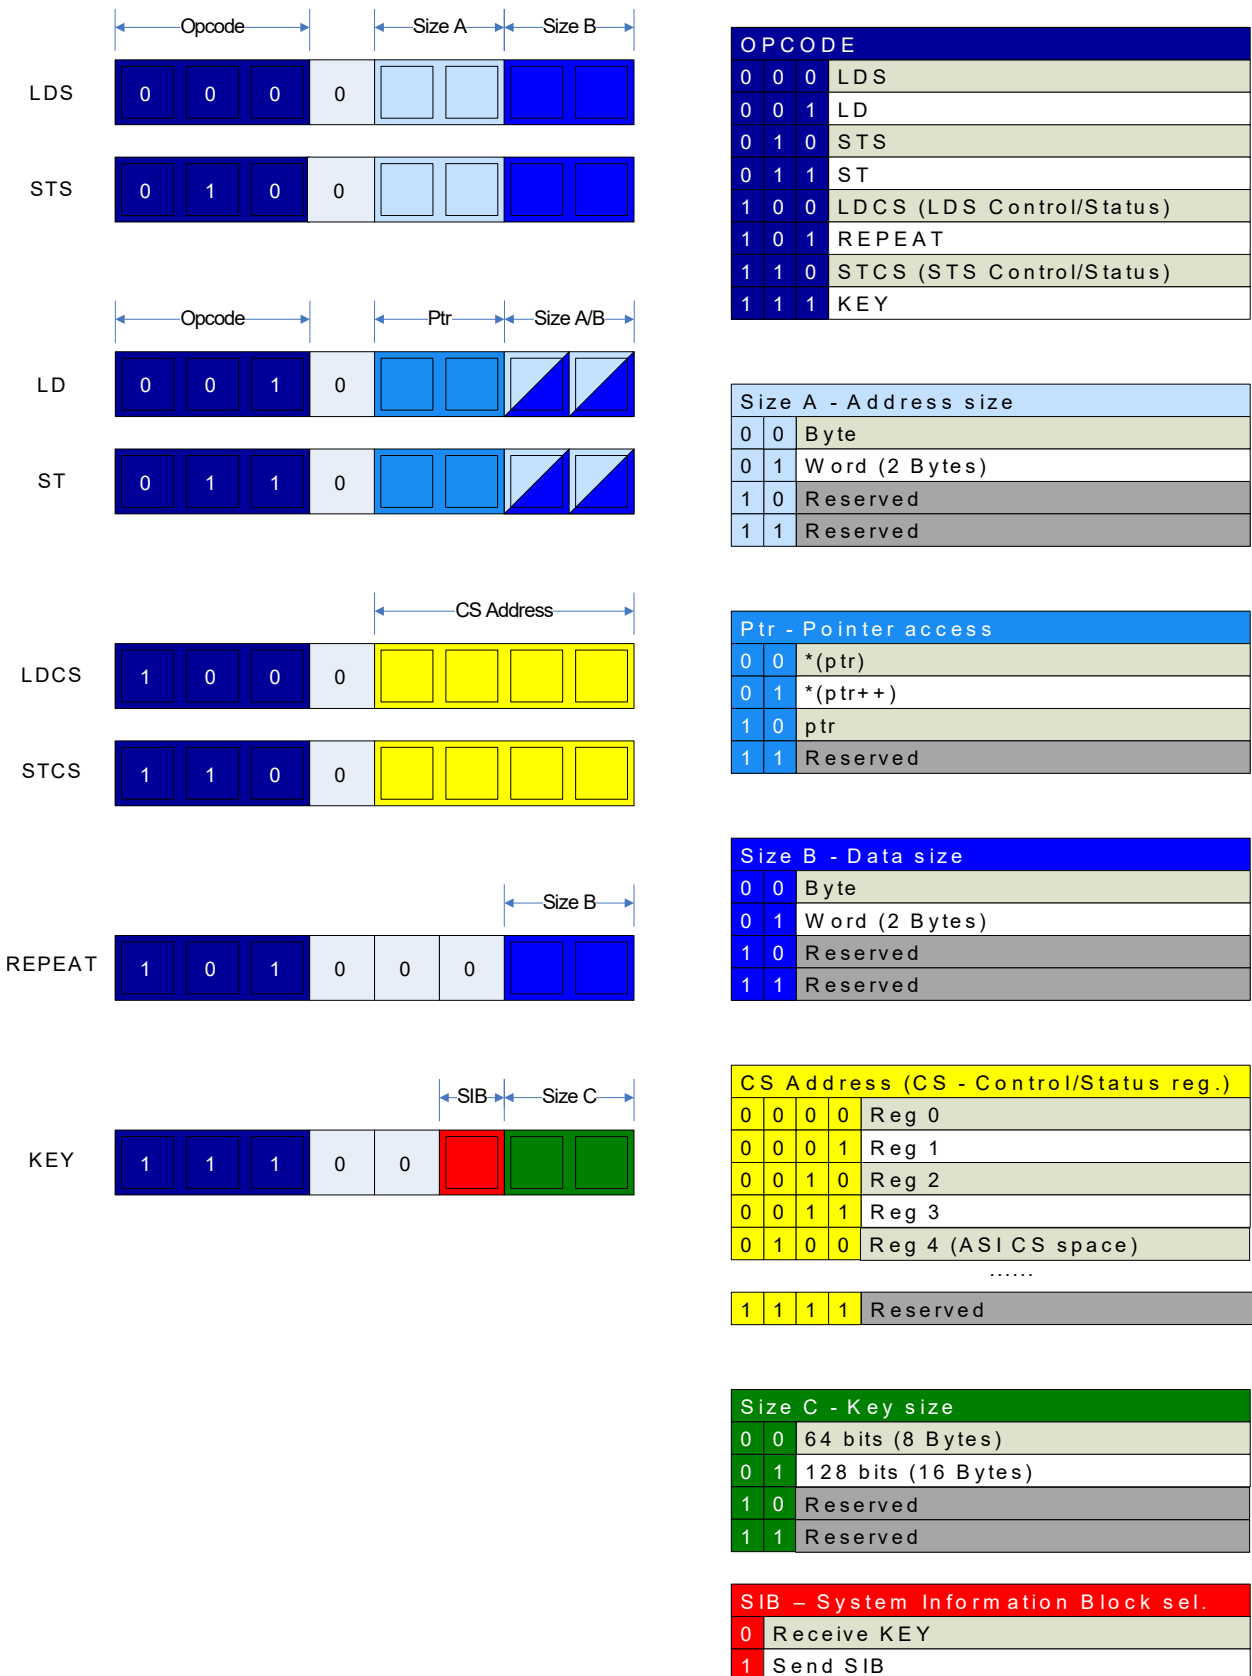 Opcode Size A Size B
LDS 0 0 0 0
STS 0 1 0 0
Opcode Ptr Size A/B
LD 0 0 1 0
ST 0 1 1 0
CS Address
LDCS 1 0 0 0
STCS 1 1 0 0
Size B
REPEAT 1 0 1 0 0 0
SIB Size C
KEY 1 1 1 0 0
OPCODE
0 0 0 LDS
0 0 1 LD
0 1 0 STS
0 1 1 ST
1 0 0 LDCS (LDS Control/Status)
1 0 1 REPEAT
1 1 0 STCS (STS Control/Status)
1 1 1 KEY
Size A - Address size
0 0 Byte
0 1 Word (2 Bytes)
1 0 Reserved
1 1 Reserved
Ptr - Pointer access
0 0 *(ptr)
0 1 *(ptr++)
1 0 ptr
1 1 Reserved
Size B - Data size
0 0 Byte
0 1 Word (2 Bytes)
1 0 Reserved
1 1 Reserved
CS Address (CS - Control/Status reg.)
0 0 0 0 Reg 0
0 0 0 1 Reg 1
0 0 1 0 Reg 2
0 0 1 1 Reg 3
0 1 0 0 Reg 4 (ASI CS space)
......
1 1 1 1 Reserved
Size C - Key size
0 0 64 bits (8 Bytes)
0 1 128 bits (16 Bytes)
1 0 Reserved
1 1 Reserved
SIB – System Information Block sel.
0 Receive KEY
1 Send SIB